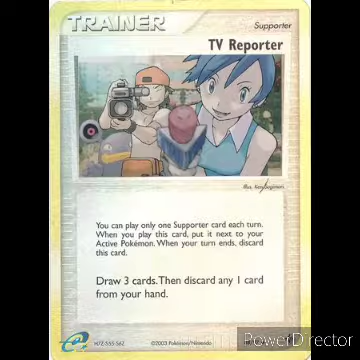 TRAINER
Supporter
TV Reporter
You can play only one Supporter card each turn.
When you play this card, put it next to your
Active Pokémon. When your turn ends, discard
this card.
Draw 3 cards. Then discard any 1 card
from your hand.
©2003 Pokémon/Nintendo
PowerDirector